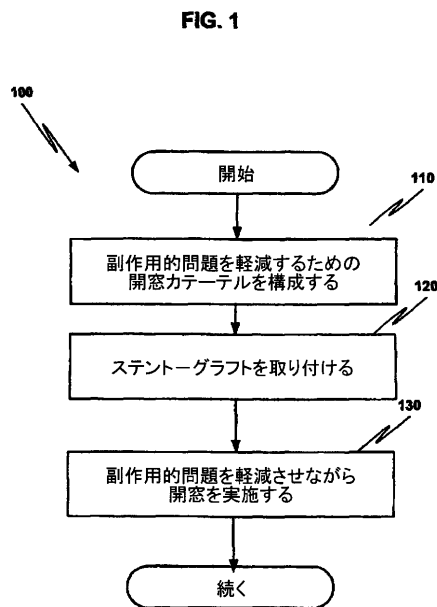 FIG. 1
100
開始
110
副作用的問題を軽減するための
開窓カテーテルを構成する
120
ステントーグラフトを取り付ける
130
副作用的問題を軽減させながら
開窓を実施する
続く